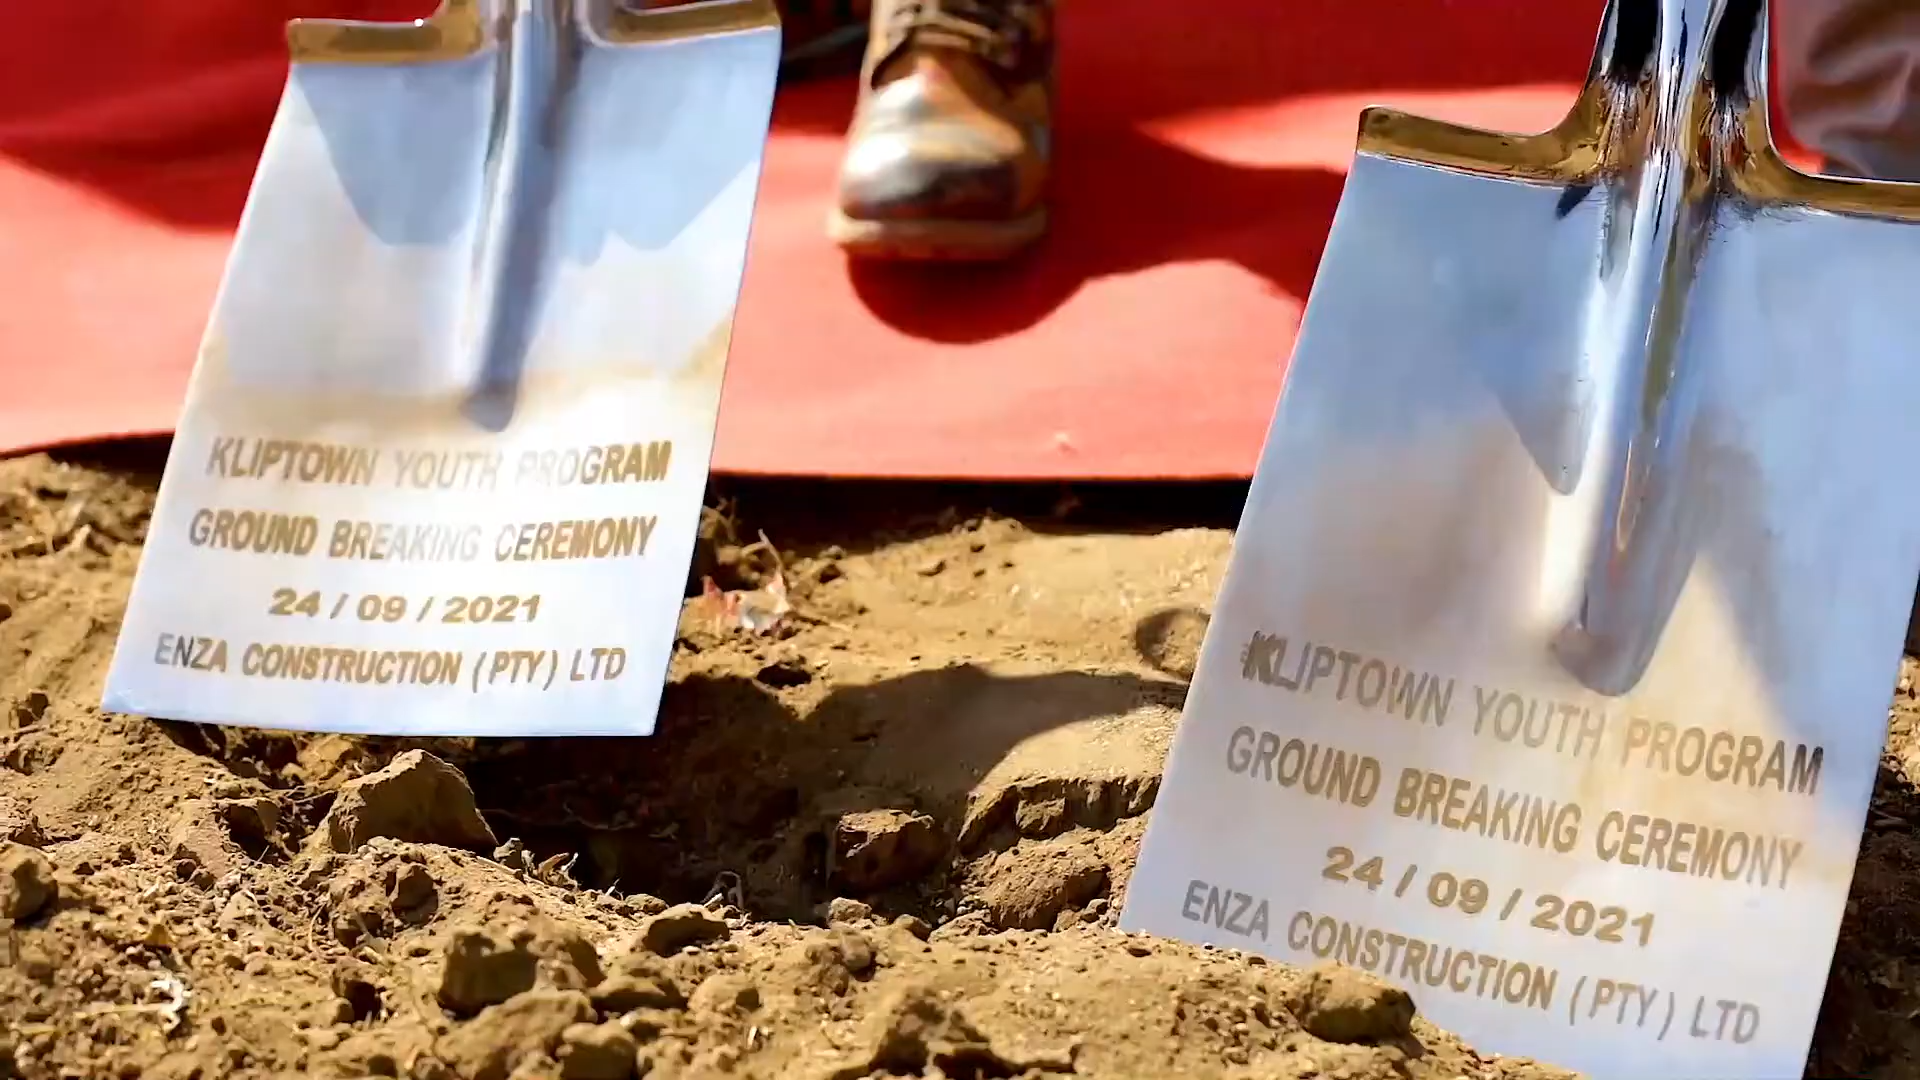 KLIPTOWN YOUTH PROGRAM
GROUND BREAKING CEREMONY
24 / 09 / 2021
ENZA CONSTRUCTION (PTY) LTD
KLIPTOWN YOUTH PROGRAM
GROUND BREAKING CEREMONY
24 / 09 / 2021
ENZA CONSTRUCTION (PTY) LTD